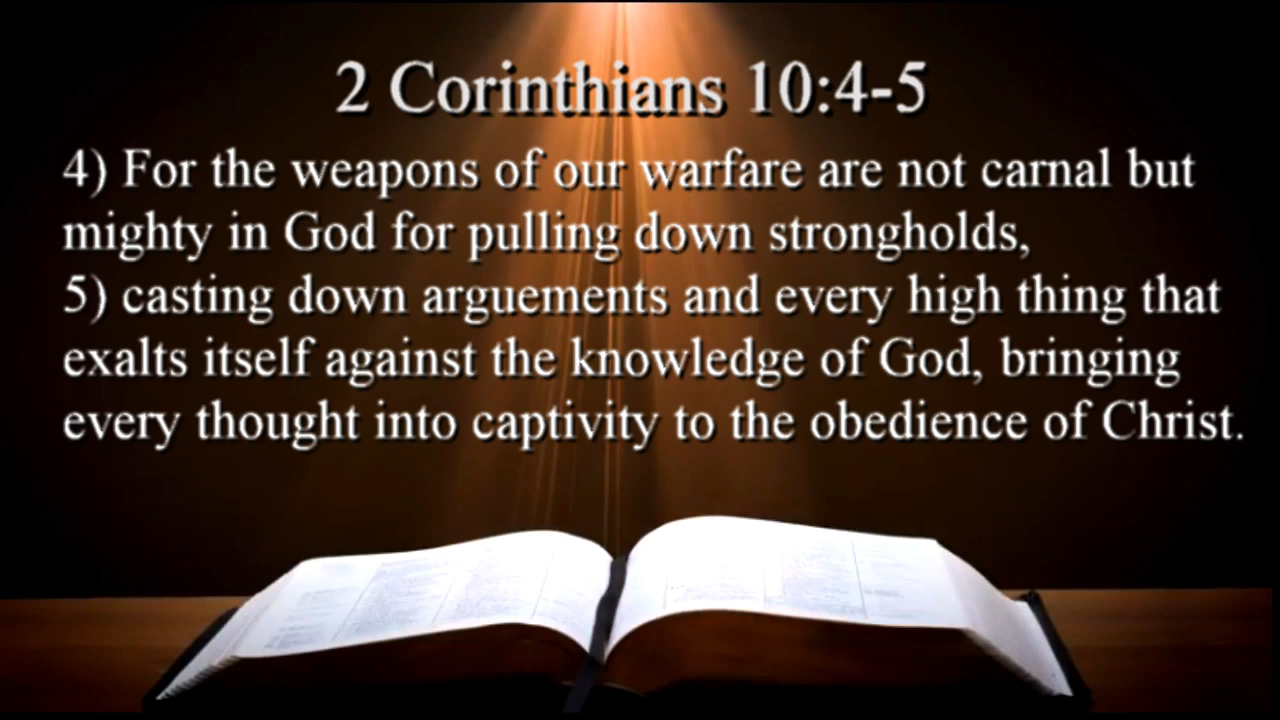 2 Corinthians 10:4-5
4) For the weapons of our warfare are not carnal but
mighty in God for pulling down strongholds,
5) casting down arguements and every high thing that
exalts itself against the knowledge of God, bringing
every thought into captivity to the obedience of Christ.